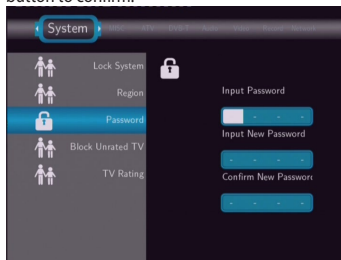 button to confirm.
System
Lock System
Region
Password
Block Unrated TV
TV Rating
Input Password
- - -
Input New Password
- - - -
Confirm New Password
- - - -